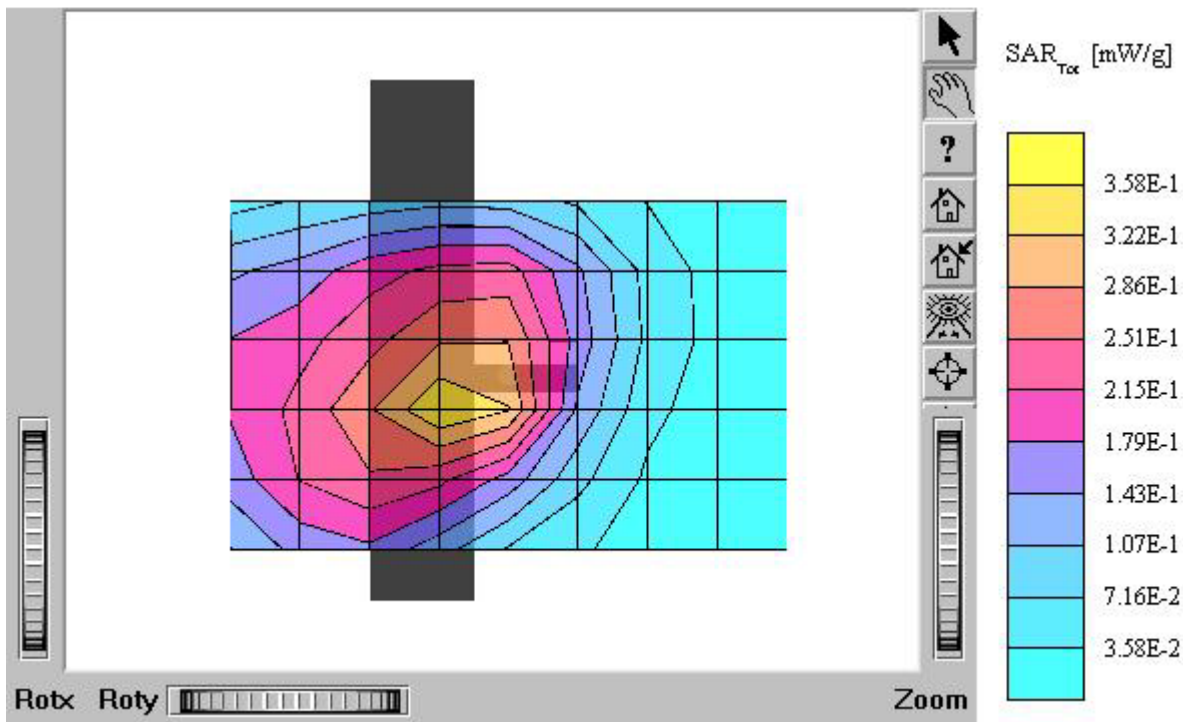 SAR_Tot [mW/g]
?
3.58E-1
3.22E-1
2.86E-1
2.51E-1
2.15E-1
1.79E-1
1.43E-1
1.07E-1
7.16E-2
3.58E-2
Rotx Roty Zoom